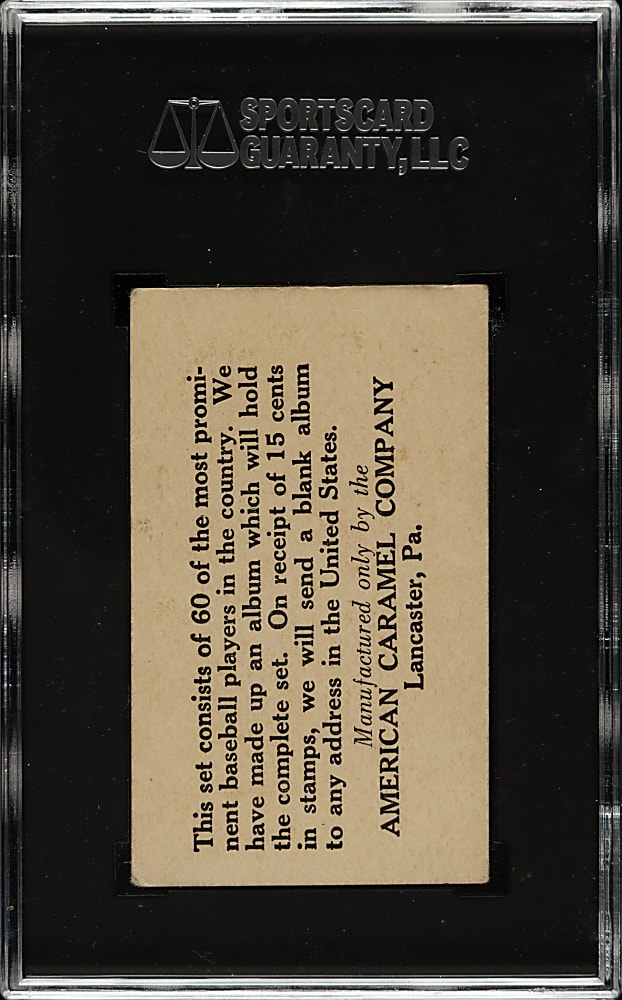 SPORTSCARD
GUARANTY, LLC
This set consists of 60 of the most promi-
nent baseball players in the country. We
have made up an album which will hold
the complete set. On receipt of 15 cents
in stamps, we will send a blank album
to any address in the United States.
Manufactured only by the
AMERICAN CARAMEL COMPANY
Lancaster, Pa.